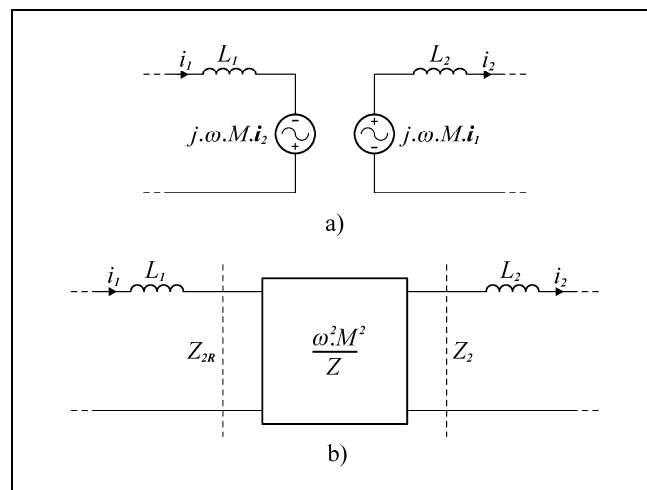 i₁ L₁ L₂ i₂
j.ω.M.i₂ - + + - j.ω.M.i₁
a)
i₁ L₁ L₂ i₂
Z₂R ω².M² / Z Z₂
b)